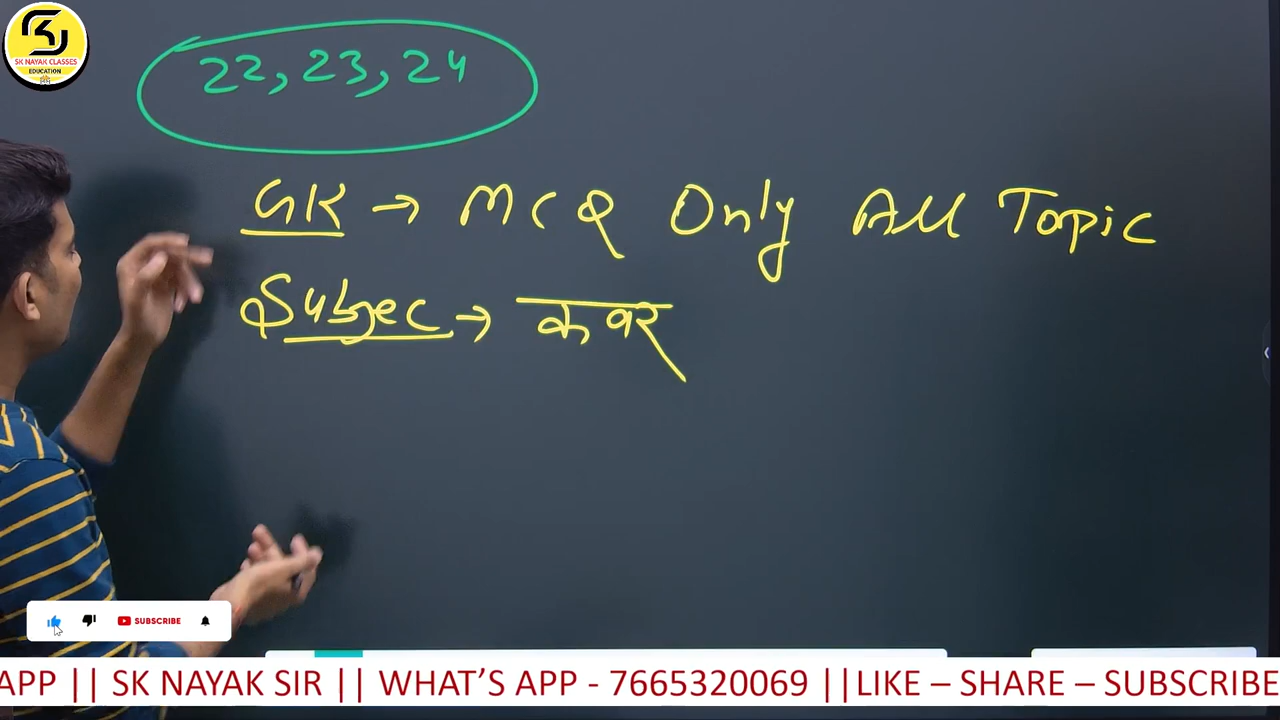 SK NAYAK CLASSES
EDUCATION
22, 23, 24
GK → MCQ Only All Topic
Subjec → कवर
SUBSCRIBE
APP || SK NAYAK SIR || WHAT'S APP - 7665320069 ||LIKE – SHARE – SUBSCRIBE